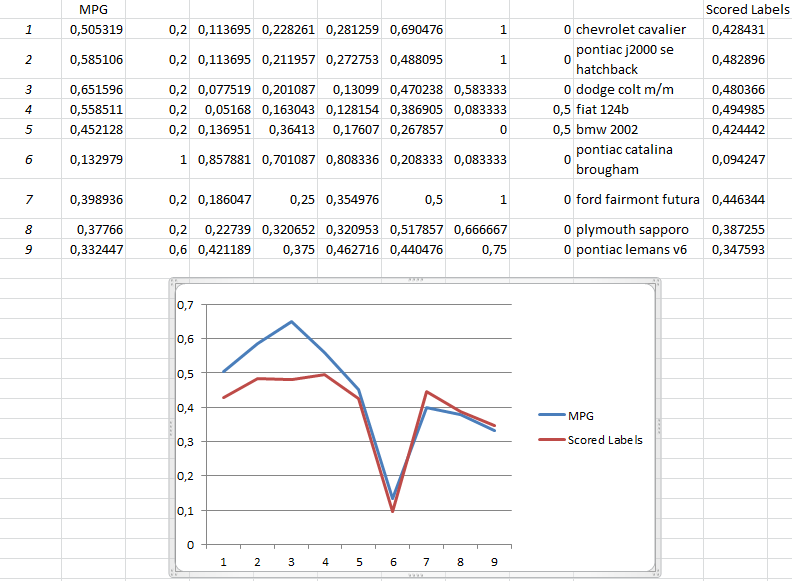 MPG Scored Labels
1 0,505319 0,2 0,113695 0,228261 0,281259 0,690476 1 0 chevrolet cavalier 0,428431
2 0,585106 0,2 0,113695 0,211957 0,272753 0,488095 1 0 pontiac j2000 se 0,482896
hatchback
3 0,651596 0,2 0,077519 0,201087 0,13099 0,470238 0,583333 0 dodge colt m/m 0,480366
4 0,558511 0,2 0,05168 0,163043 0,128154 0,386905 0,083333 0,5 fiat 124b 0,494985
5 0,452128 0,2 0,136951 0,36413 0,17607 0,267857 0 0,5 bmw 2002 0,424442
6 0,132979 1 0,857881 0,701087 0,808336 0,208333 0,083333 0 pontiac catalina 0,094247
brougham
7 0,398936 0,2 0,186047 0,25 0,354976 0,5 1 0 ford fairmont futura 0,446344
8 0,37766 0,2 0,22739 0,320652 0,320953 0,517857 0,666667 0 plymouth sapporo 0,387255
9 0,332447 0,6 0,421189 0,375 0,462716 0,440476 0,75 0 pontiac lemans v6 0,347593
0,7
0,6
0,5
0,4
0,3
0,2
0,1
0
1 2 3 4 5 6 7 8 9
MPG
Scored Labels